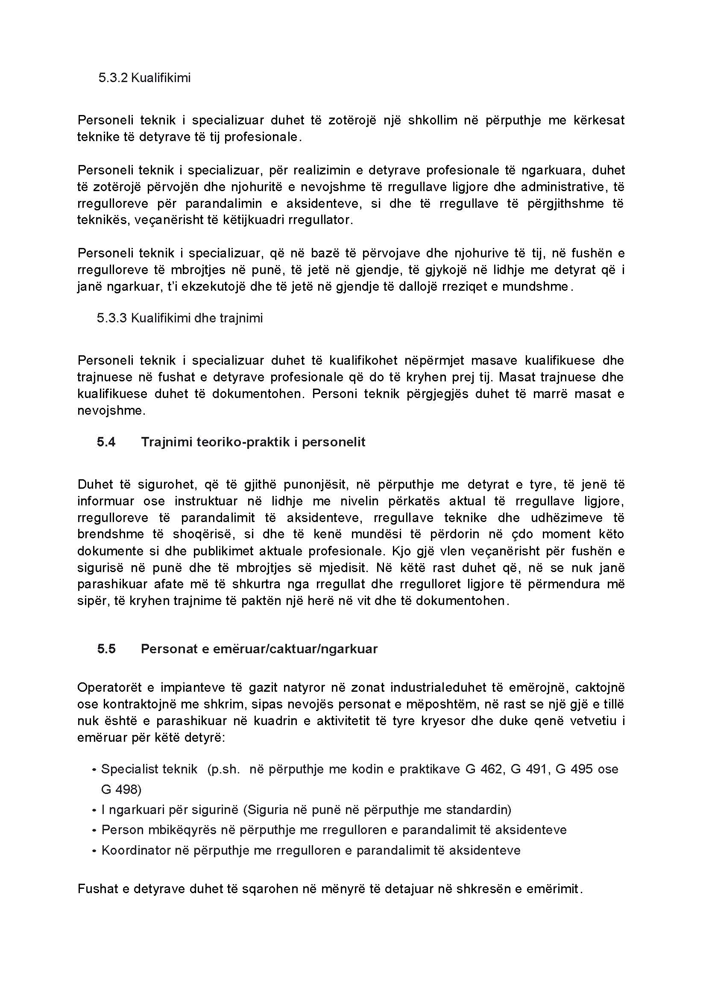 5.3.2 Kualifikimi
Personeli teknik i specializuar duhet të zotërojë një shkollim në përputhje me kërkesat
teknike të detyrave të tij profesionale.
Personeli teknik i specializuar, për realizimin e detyrave profesionale të ngarkuara, duhet
të zotërojë përvojën dhe njohuritë e nevojshme të rregullave ligjore dhe administrative, të
rregulloreve për parandalimin e aksidenteve, si dhe të rregullave të përgjithshme të
teknikës, veçanërisht të këtijkuadri rregullator.
Personeli teknik i specializuar, që në bazë të përvojave dhe njohurive të tij, në fushën e
rregulloreve të mbrojtjes në punë, të jetë në gjendje, të gjykojë në lidhje me detyrat që i
janë ngarkuar, t’i ekzekutojë dhe të jetë në gjendje të dallojë rreziqet e mundshme.
5.3.3 Kualifikimi dhe trajnimi
Personeli teknik i specializuar duhet të kualifikohet nëpërmjet masave kualifikuese dhe
trajnuese në fushat e detyrave profesionale që do të kryhen prej tij. Masat trajnuese dhe
kualifikuese duhet të dokumentohen. Personi teknik përgjegjës duhet të marrë masat e
nevojshme.
5.4 Trajnimi teoriko-praktik i personelit
Duhet të sigurohet, që të gjithë punonjësit, në përputhje me detyrat e tyre, të jenë të
informuar ose instruktuar në lidhje me nivelin përkatës aktual të rregullave ligjore,
rregulloreve të parandalimit të aksidenteve, rregullave teknike dhe udhëzimeve të
brendshme të shoqërisë, si dhe të kenë mundësi të përdorin në çdo moment këto
dokumente si dhe publikimet aktuale profesionale. Kjo gjë vlen veçanërisht për fushën e
sigurisë në punë dhe të mbrojtjes së mjedisit. Në këtë rast duhet që, në se nuk janë
parashikuar afate më të shkurtra nga rregullat dhe rregulloret ligjore të përmendura më
sipër, të kryhen trajnime të paktën një herë në vit dhe të dokumentohen.
5.5 Personat e emëruar/caktuar/ngarkuar
Operatorët e impianteve të gazit natyror në zonat industrialeduhet të emërojnë, caktojnë
ose kontraktojnë me shkrim, sipas nevojës personat e mëposhtëm, në rast se një gjë e tillë
nuk është e parashikuar në kuadrin e aktivitetit të tyre kryesor dhe duke qenë vetvetiu i
emëruar për këtë detyrë:
• Specialist teknik (p.sh. në përputhje me kodin e praktikave G 462, G 491, G 495 ose
G 498)
• I ngarkuari për sigurinë (Siguria në punë në përputhje me standardin)
• Person mbikëqyrës në përputhje me rregulloren e parandalimit të aksidenteve
• Koordinator në përputhje me rregulloren e parandalimit të aksidenteve
Fushat e detyrave duhet të sqarohen në mënyrë të detajuar në shkresën e emërimit.